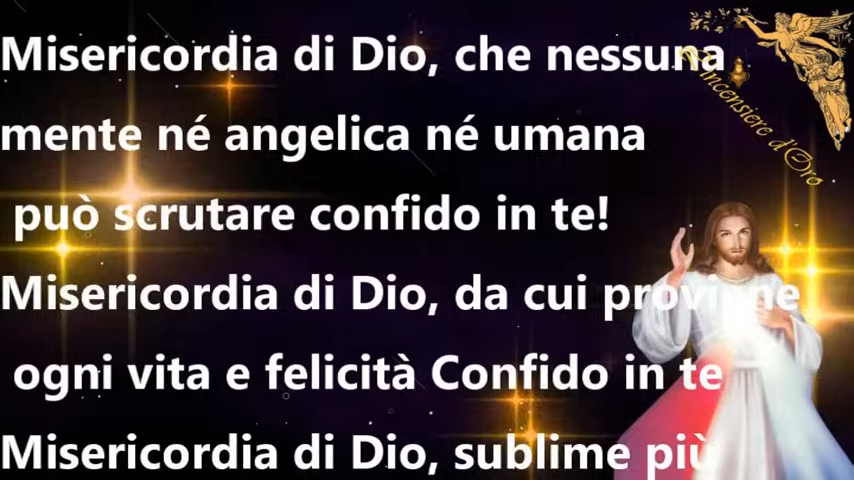 Misericordia di Dio, che nessuna
mente né angelica né umana
può scrutare confido in te!
Misericordia di Dio, da cui proviene
ogni vita e felicità Confido in te
Misericordia di Dio, sublime più
L'incensiere d'Oro